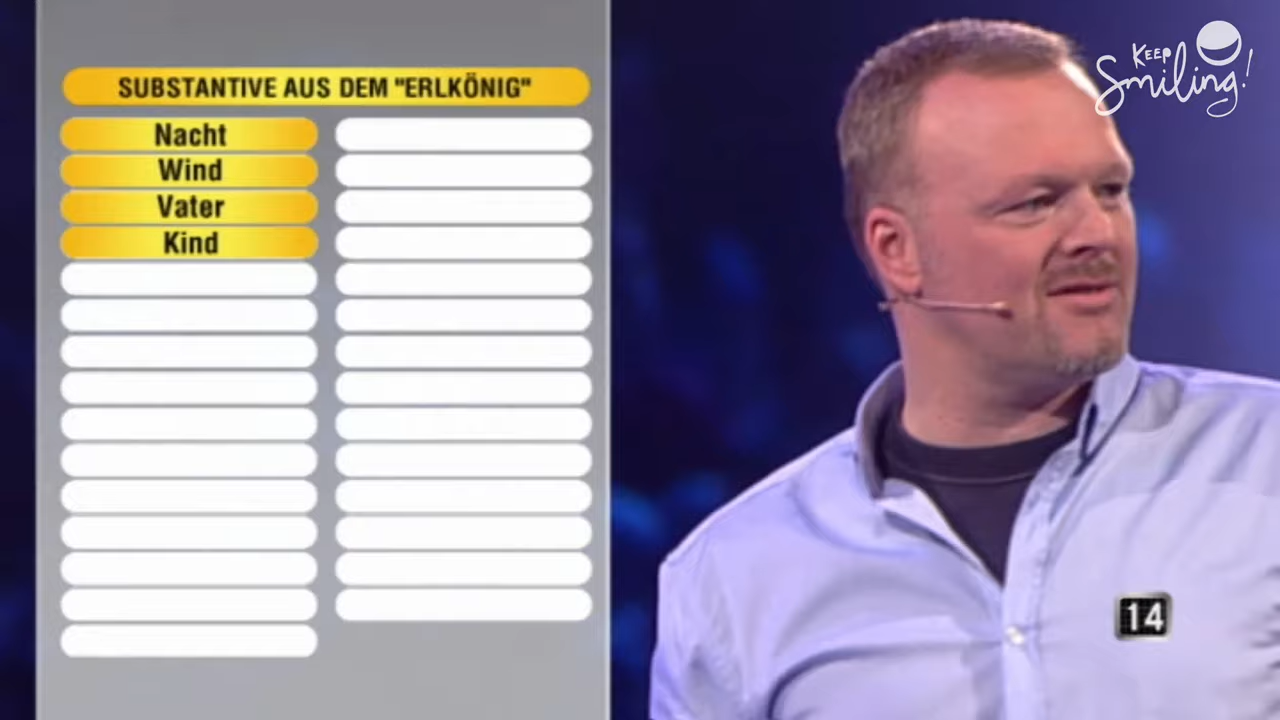 SUBSTANTIVE AUS DEM "ERLKÖNIG"
Nacht
Wind
Vater
Kind
KEEP
Smiling!
14